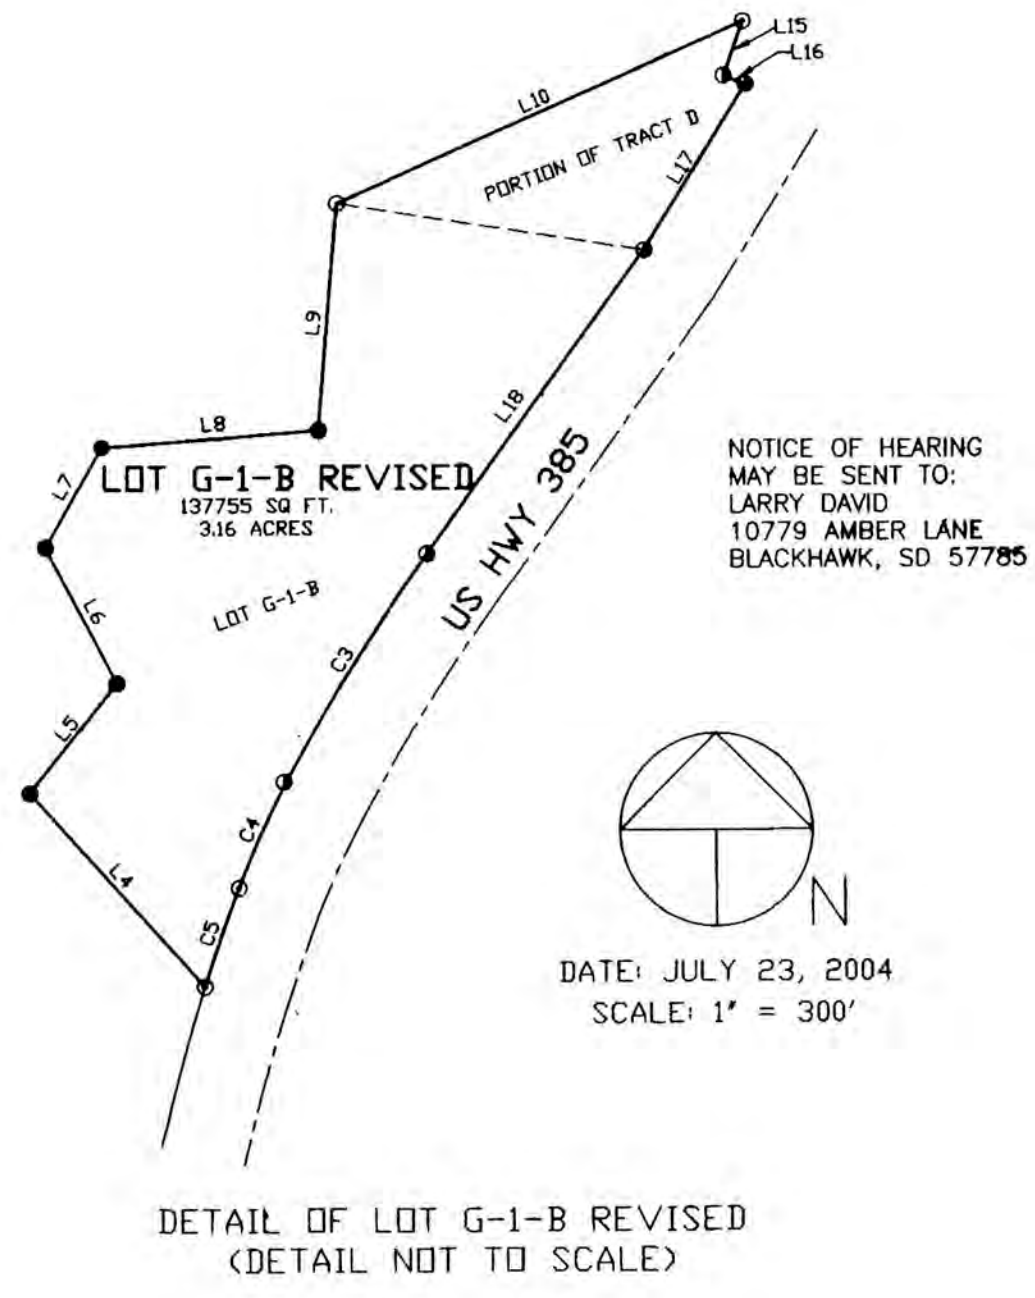 L15
L16
L10
PORTION OF TRACT D
L17
L9
L18
L8
LOT G-1-B REVISED
137755 SQ FT.
3.16 ACRES
L7
US HWY 385
NOTICE OF HEARING
MAY BE SENT TO:
LARRY DAVID
10779 AMBER LANE
BLACKHAWK, SD 57785
L6
LOT G-1-B
C3
L5
C4
L4
C5
N
DATE: JULY 23, 2004
SCALE: 1" = 300'
DETAIL OF LOT G-1-B REVISED
(DETAIL NOT TO SCALE)